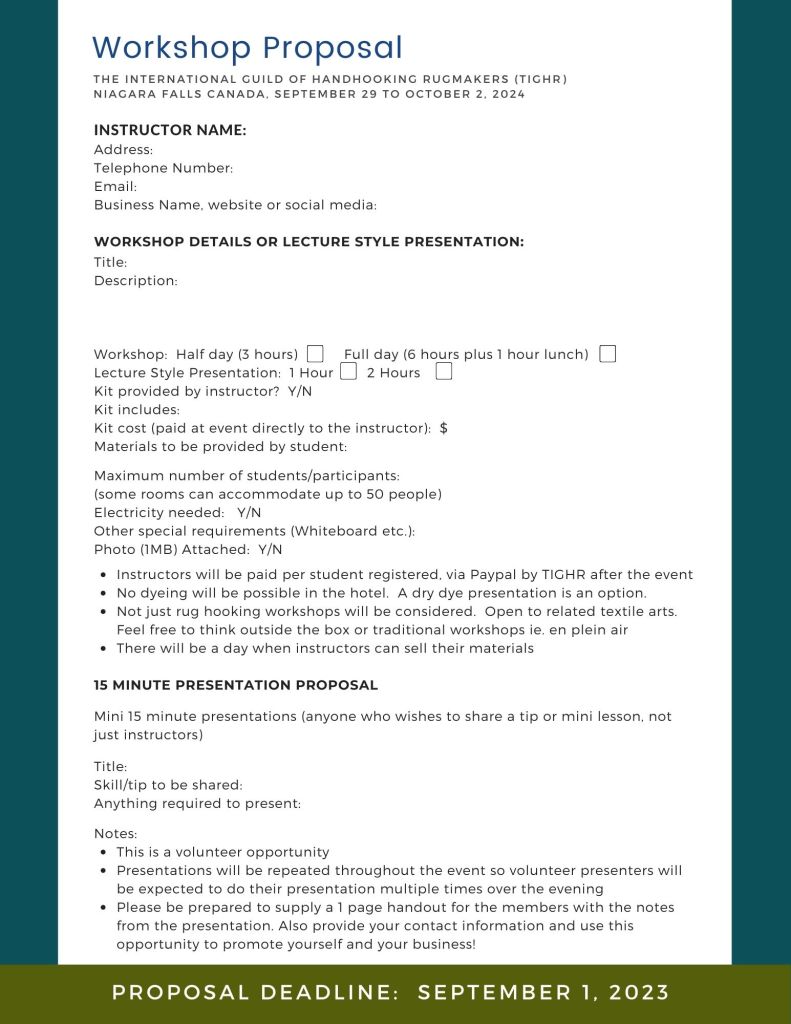 Workshop Proposal
THE INTERNATIONAL GUILD OF HANDHOOKING RUGMAKERS (TIGHR)
NIAGARA FALLS CANADA, SEPTEMBER 29 TO OCTOBER 2, 2024
INSTRUCTOR NAME:
Address:
Telephone Number:
Email:
Business Name, website or social media:
WORKSHOP DETAILS OR LECTURE STYLE PRESENTATION:
Title:
Description:
Workshop: Half day (3 hours) Full day (6 hours plus 1 hour lunch)
Lecture Style Presentation: 1 Hour 2 Hours
Kit provided by instructor? Y/N
Kit includes:
Kit cost (paid at event directly to the instructor): $
Materials to be provided by student:
Maximum number of students/participants:
(some rooms can accommodate up to 50 people)
Electricity needed: Y/N
Other special requirements (Whiteboard etc.):
Photo (1MB) Attached: Y/N
• Instructors will be paid per student registered, via Paypal by TIGHR after the event
• No dyeing will be possible in the hotel. A dry dye presentation is an option.
• Not just rug hooking workshops will be considered. Open to related textile arts.
Feel free to think outside the box or traditional workshops ie. en plein air
• There will be a day when instructors can sell their materials
15 MINUTE PRESENTATION PROPOSAL
Mini 15 minute presentations (anyone who wishes to share a tip or mini lesson, not
just instructors)
Title:
Skill/tip to be shared:
Anything required to present:
Notes:
• This is a volunteer opportunity
• Presentations will be repeated throughout the event so volunteer presenters will
be expected to do their presentation multiple times over the evening
• Please be prepared to supply a 1 page handout for the members with the notes
from the presentation. Also provide your contact information and use this
opportunity to promote yourself and your business!
PROPOSAL DEADLINE: SEPTEMBER 1, 2023